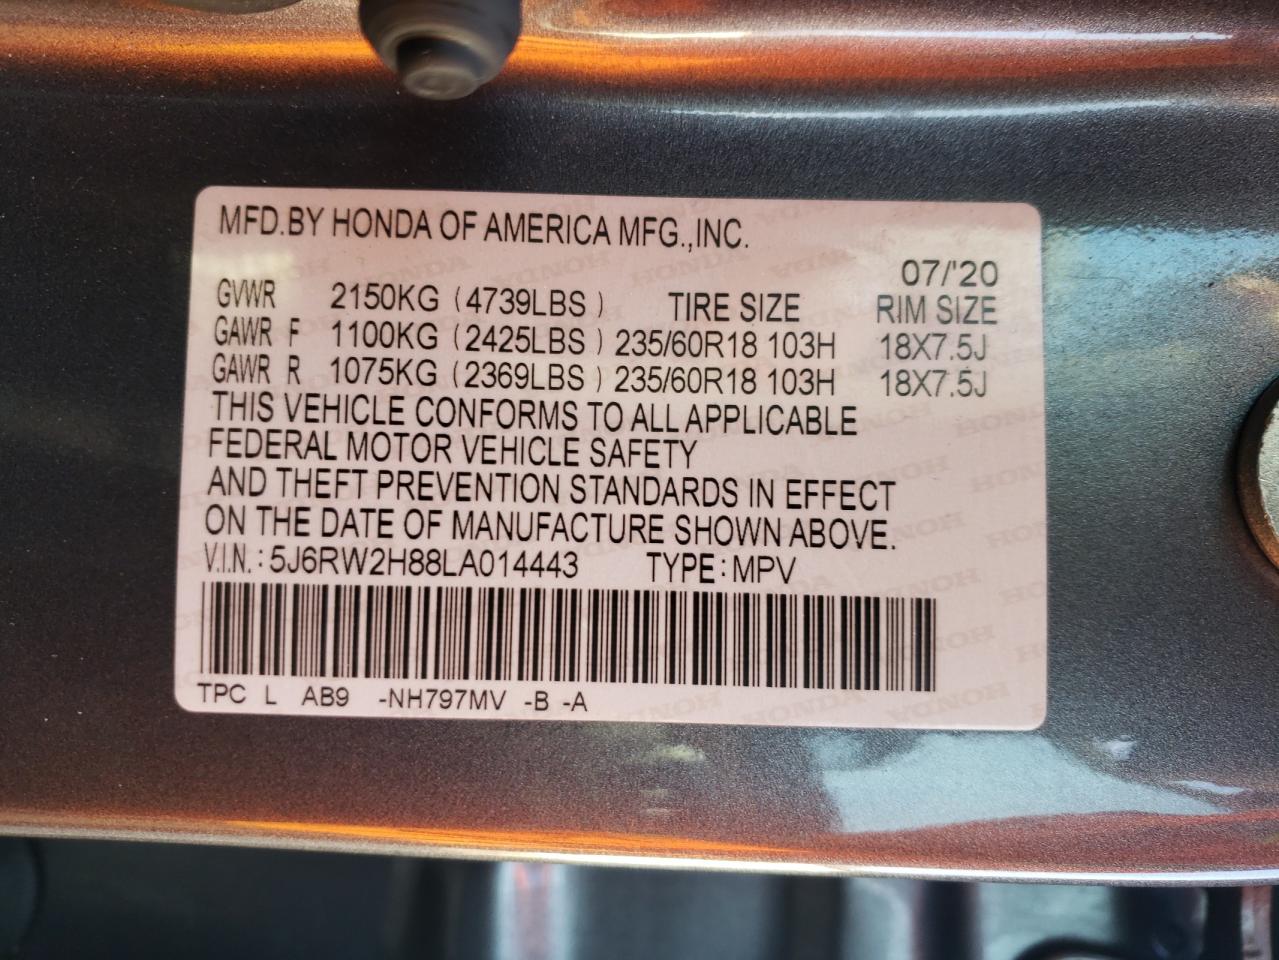 MFD.BY HONDA OF AMERICA MFG.,INC.
07/'20
GVWR 2150KG (4739LBS) TIRE SIZE RIM SIZE
GAWR F 1100KG (2425LBS) 235/60R18 103H 18X7.5J
GAWR R 1075KG (2369LBS) 235/60R18 103H 18X7.5J
THIS VEHICLE CONFORMS TO ALL APPLICABLE
FEDERAL MOTOR VEHICLE SAFETY
AND THEFT PREVENTION STANDARDS IN EFFECT
ON THE DATE OF MANUFACTURE SHOWN ABOVE.
V.I.N.: 5J6RW2H88LA014443 TYPE: MPV
TPC L AB9 -NH797MV -B -A